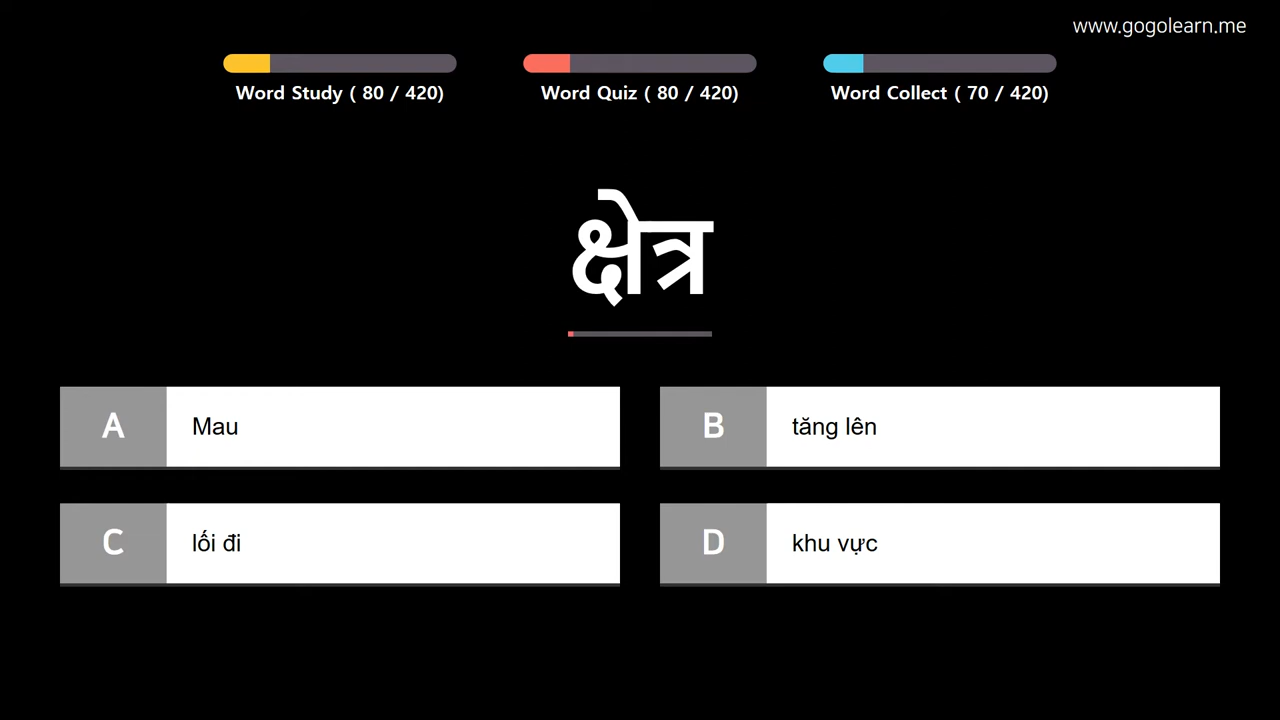 www.gogolearn.me
Word Study ( 80 / 420)
Word Quiz ( 80 / 420)
Word Collect ( 70 / 420)
क्षेत्र
A Mau
B tăng lên
C lối đi
D khu vực